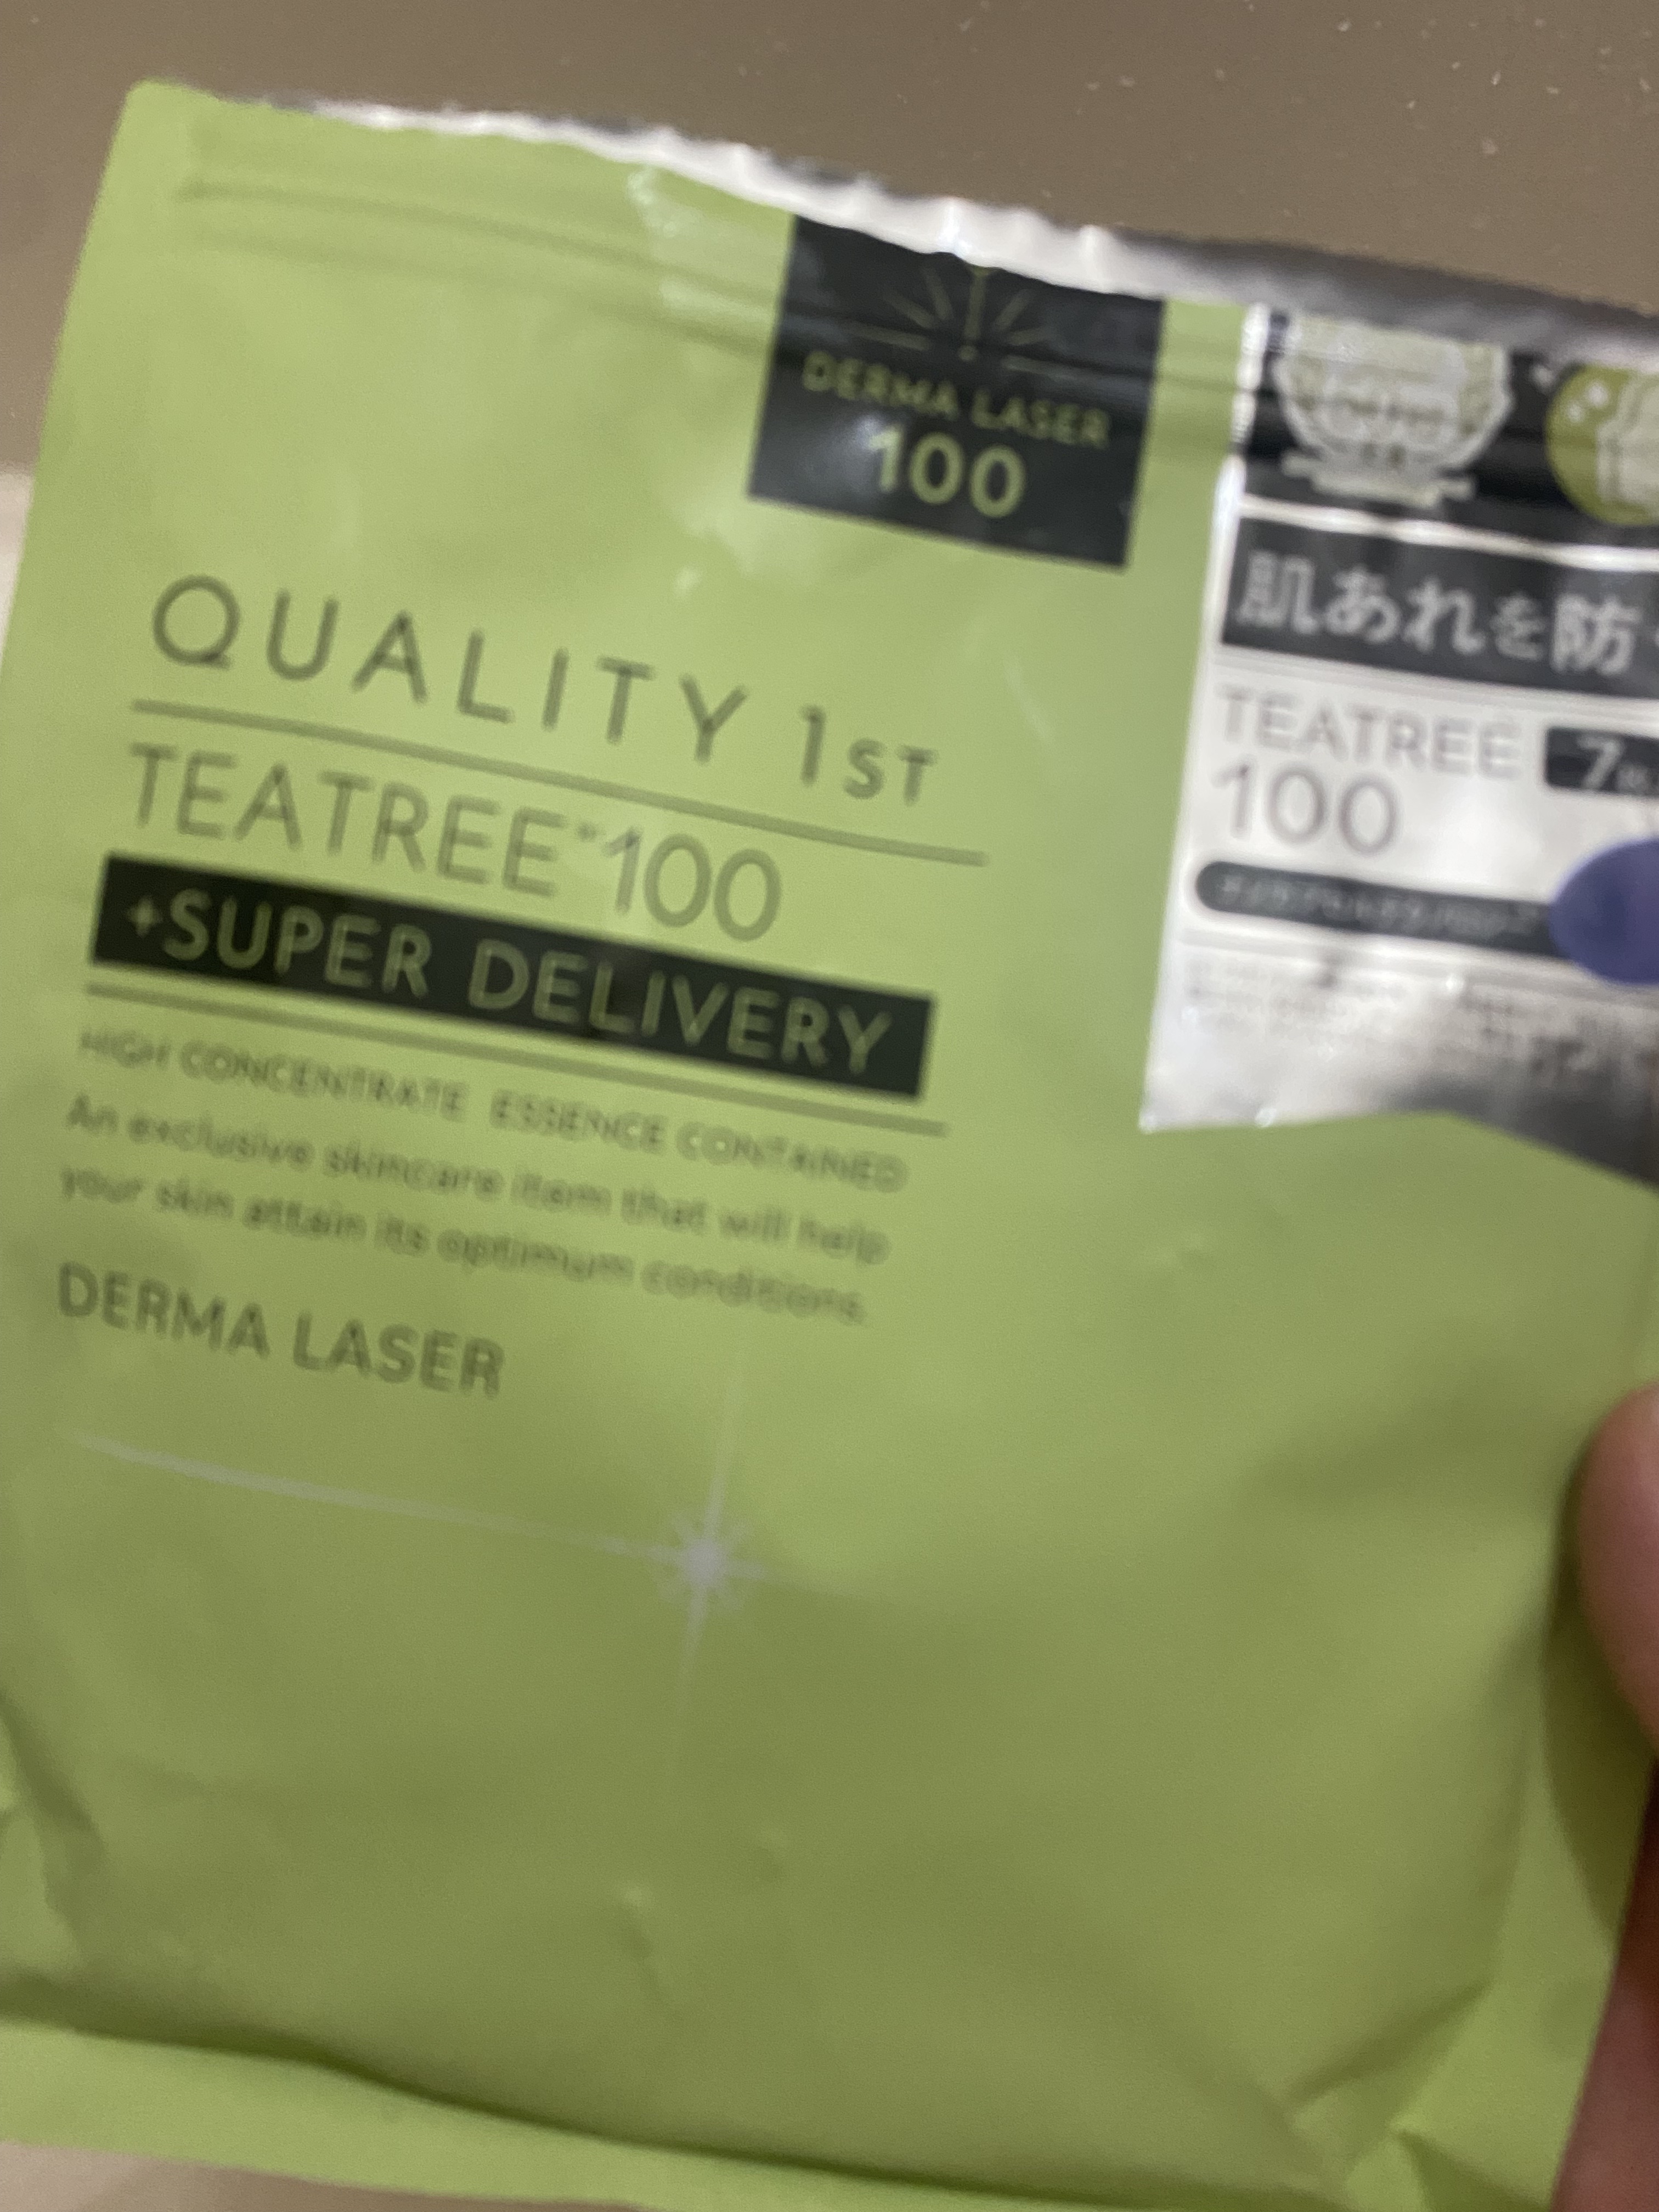 DERMA LASER
100
QUALITY 1ST
TEATREE*100
+SUPER DELIVERY
HIGH CONCENTRATE ESSENCE CONTAINED
An exclusive skincare item that will help
your skin attain its optimum conditions.
DERMA LASER
肌あれを防
TEATREE
7
100